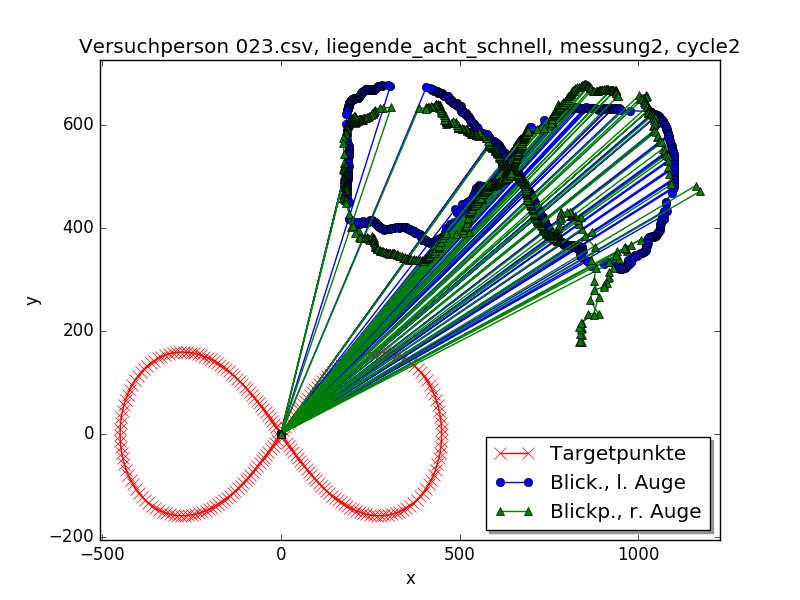 Versuchperson 023.csv, liegende_acht_schnell, messung2, cycle2
600
400
y
200
0
−200
Targetpunkte
Blick., l. Auge
Blickp., r. Auge
−500
0
500
1000
x